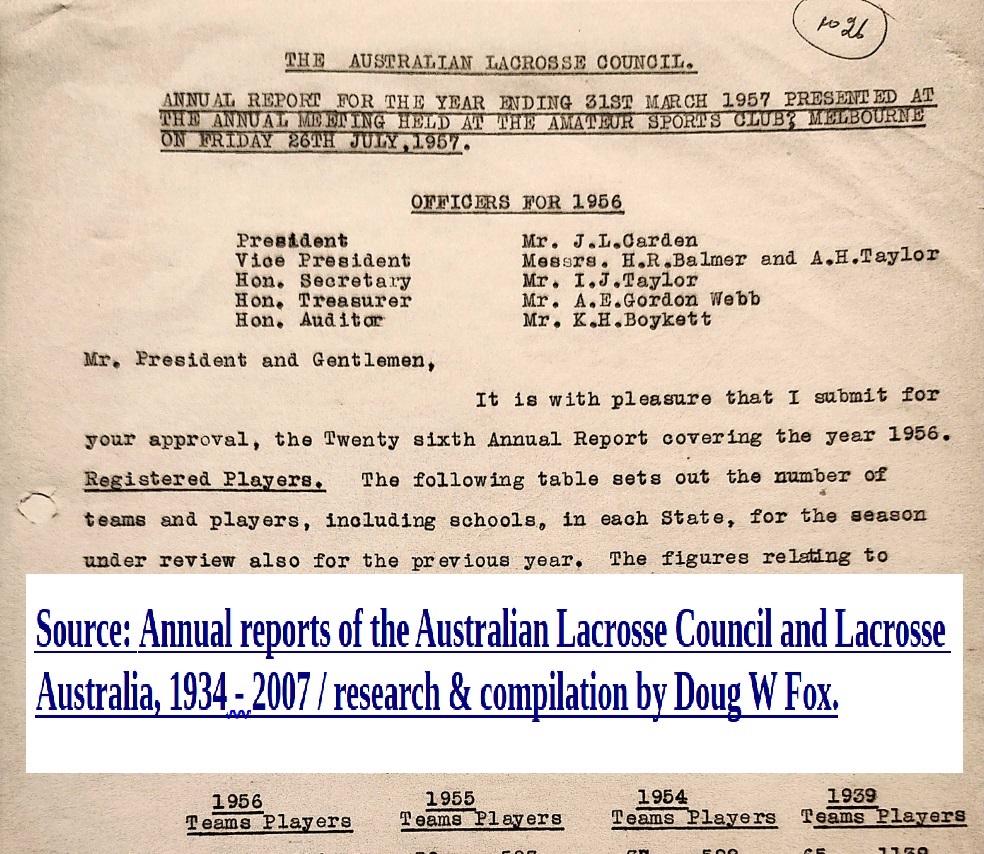 No 26
THE AUSTRALIAN LACROSSE COUNCIL.
ANNUAL REPORT FOR THE YEAR ENDING 31ST MARCH 1957 PRESENTED AT
THE ANNUAL MEETING HELD AT THE AMATEUR SPORTS CLUB? MELBOURNE
ON FRIDAY 26TH JULY,1957.
OFFICERS FOR 1956
President Mr. J.L.Carden
Vice President Messrs. H.R.Balmer and A.H.Taylor
Hon. Secretary Mr. I.J.Taylor
Hon. Treasurer Mr. A.E.Gordon Webb
Hon. Auditor Mr. K.H.Boykett
Mr. President and Gentlemen,
It is with pleasure that I submit for
your approval, the Twenty sixth Annual Report covering the year 1956.
Registered Players. The following table sets out the number of
teams and players, including schools, in each State, for the season
under review also for the previous year. The figures relating to
Source: Annual reports of the Australian Lacrosse Council and Lacrosse
Australia, 1934 - 2007 / research & compilation by Doug W Fox.
1956 1955 1954 1939
Teams Players Teams Players Teams Players Teams Players